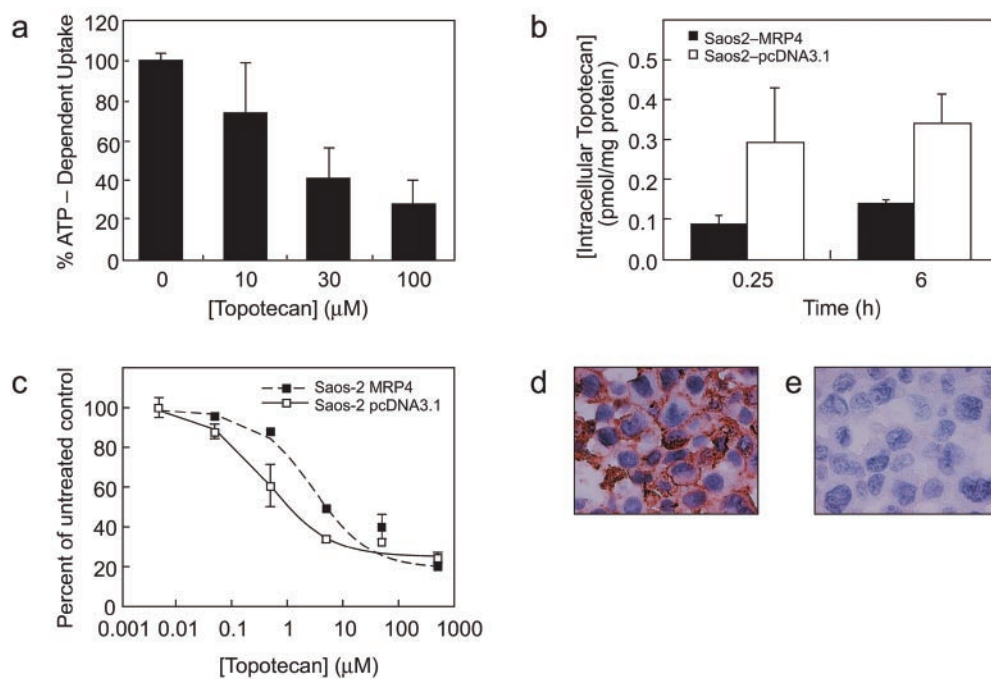 a
120
100
80
60
40
20
0
% ATP – Dependent Uptake
0 10 30 100
[Topotecan] (μM)
b
Saos2–MRP4
Saos2–pcDNA3.1
0.5
0.4
0.3
0.2
0.1
0
[Intracellular Topotecan]
(pmol/mg protein)
0.25 6
Time (h)
c
Saos-2 MRP4
Saos-2 pcDNA3.1
100
80
60
40
20
0
Percent of untreated control
0.001 0.01 0.1 1 10 100 1000
[Topotecan] (μM)
d
e